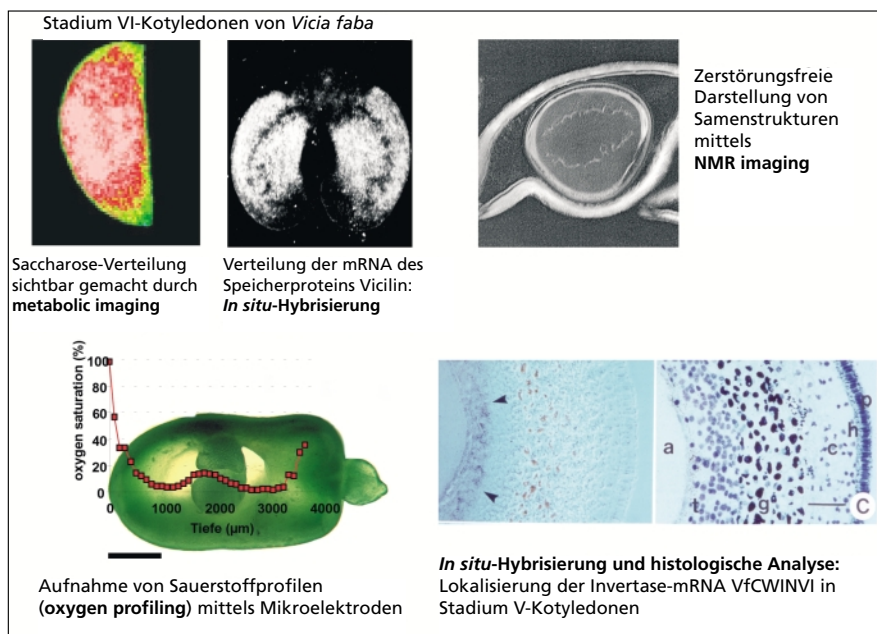 Stadium VI-Kotyledonen von Vicia faba
Saccharose-Verteilung
sichtbar gemacht durch
metabolic imaging
Verteilung der mRNA des
Speicherproteins Vicilin:
In situ-Hybrisierung
Zerstörungsfreie
Darstellung von
Samenstrukturen
mittels
NMR imaging
oxygen saturation (%)
100
80
60
40
20
0
0 1000 2000 3000 4000
Tiefe (µm)
Aufnahme von Sauerstoffprofilen
(oxygen profiling) mittels Mikroelektroden
a
t
g
c
h
p
C
In situ-Hybrisierung und histologische Analyse:
Lokalisierung der Invertase-mRNA VfCWINVI in
Stadium V-Kotyledonen